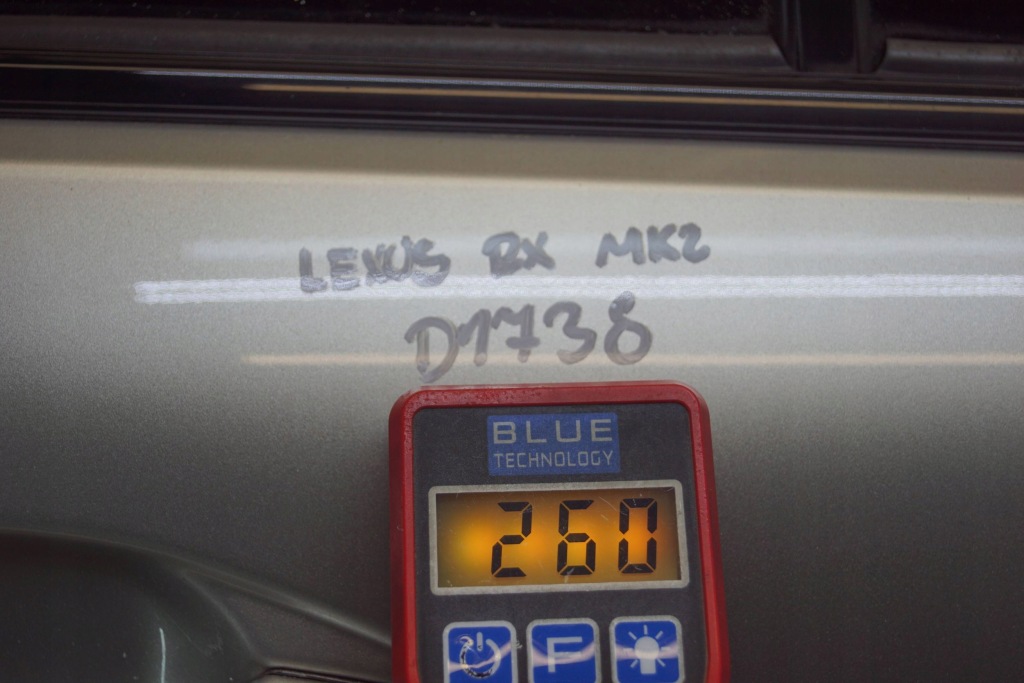 LEXUS RX MK2
D1738
BLUE
TECHNOLOGY
260
F